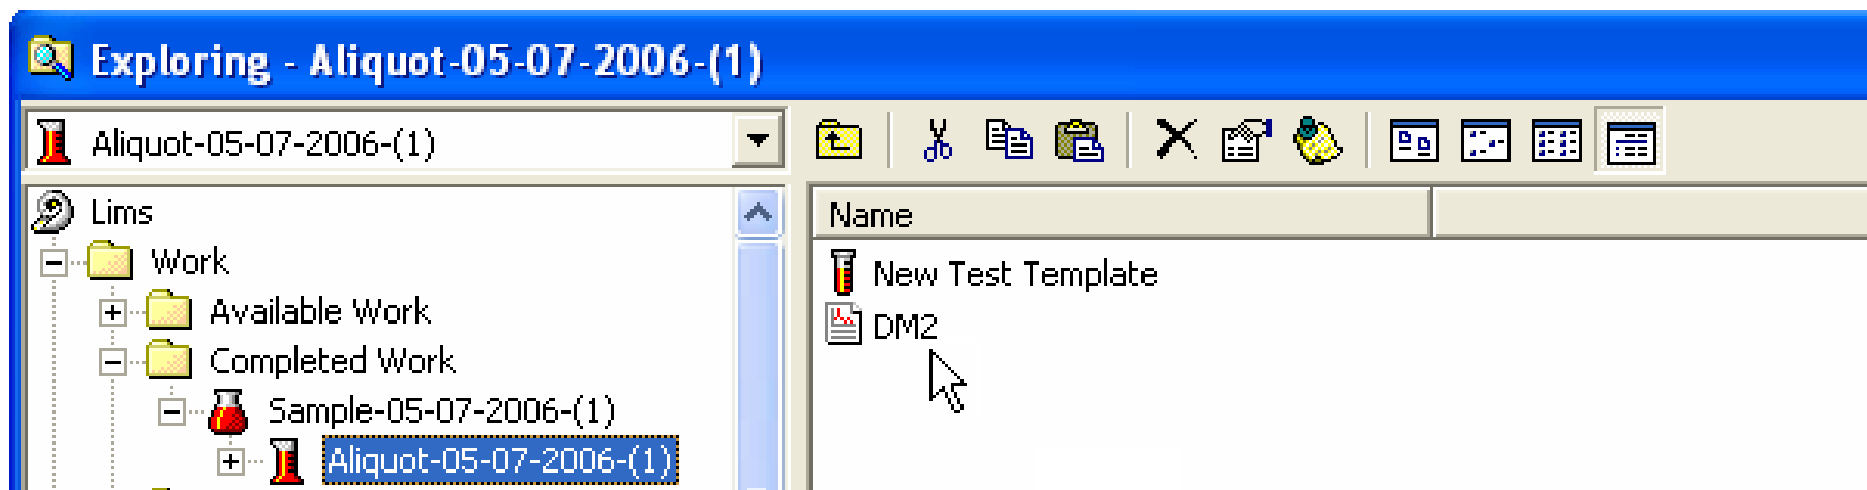 Exploring - Aliquot-05-07-2006-(1)
Aliquot-05-07-2006-(1)
Lims
Work
Available Work
Completed Work
Sample-05-07-2006-(1)
Aliquot-05-07-2006-(1)
Name
New Test Template
DM2